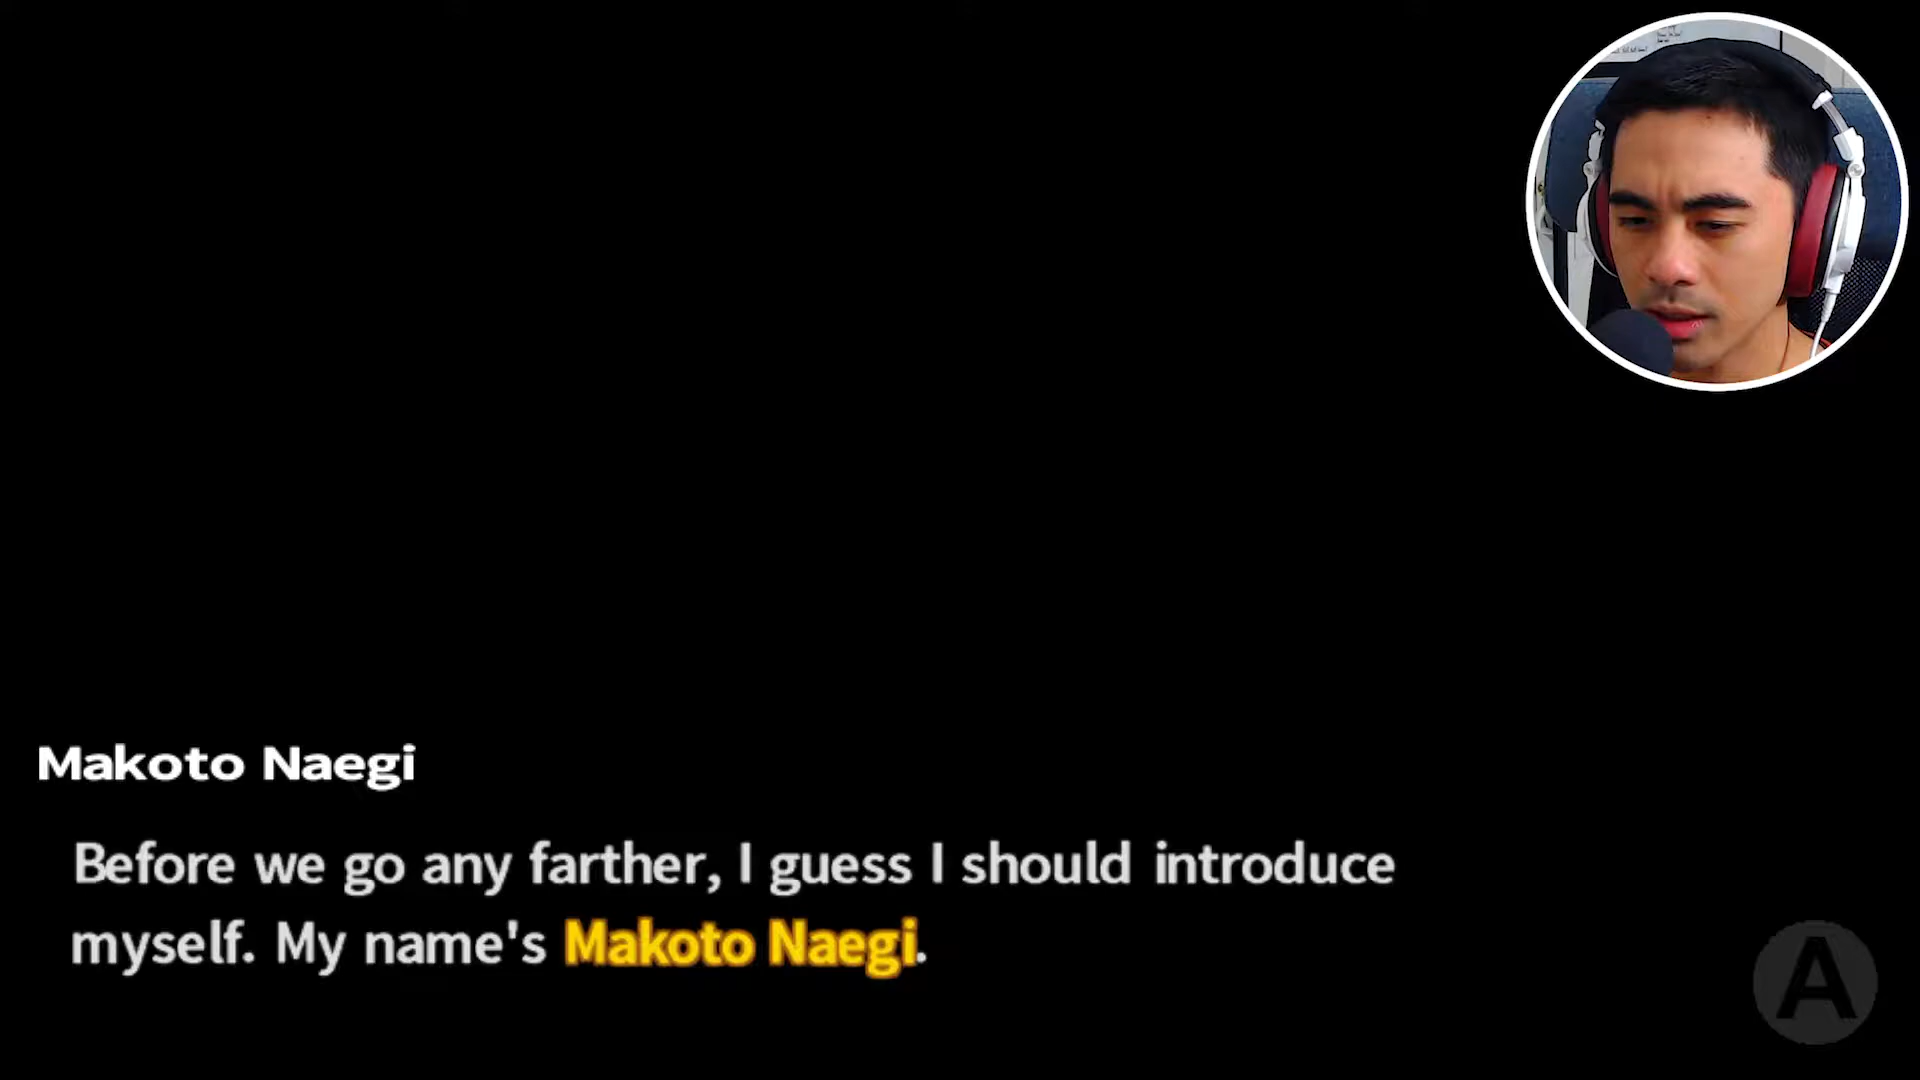 Makoto Naegi
Before we go any farther, I guess I should introduce
myself. My name's Makoto Naegi.
A